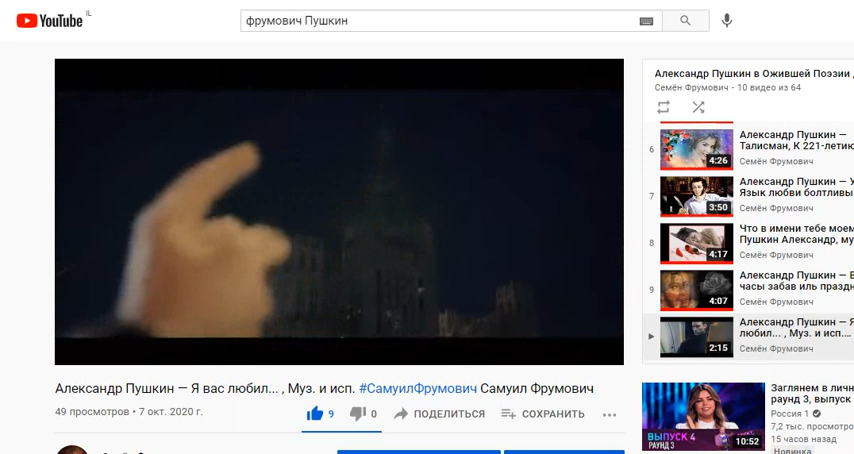 YouTube IL
фрумович Пушкин
Александр Пушкин в Ожившей Поэзии
Семён Фрумович - 10 видео из 64
6
Александр Пушкин —
Талисман, К 221-летию
4:26
Семён Фрумович
7
Александр Пушкин — У
Язык любви болтливы
3:50
Семён Фрумович
8
Что в имени тебе моем
Пушкин Александр, му
4:17
Семён Фрумович
9
Александр Пушкин — В
часы забав иль праздн
4:07
Семён Фрумович
Александр Пушкин — Я
любил... , Муз. и исп....
2:15
Семён Фрумович
Александр Пушкин — Я вас любил... , Муз. и исп. #СамуилФрумович Самуил Фрумович
49 просмотров • 7 окт. 2020 г.
9
0
ПОДЕЛИТЬСЯ
СОХРАНИТЬ
ВЫПУСК 4
РАУНД 3
10:52
Заглянем в личн
раунд 3, выпуск
Россия 1
7,2 тыс. просмотро
15 часов назад
Новинка